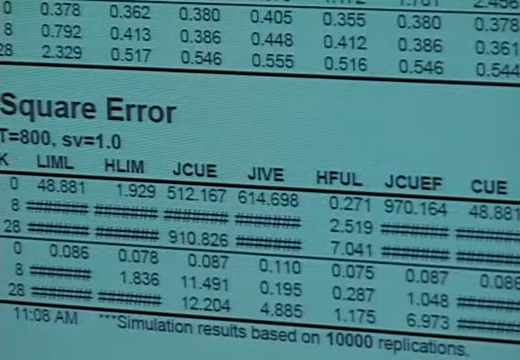 0 0.378 0.362 0.380 0.405 0.355 0.380 0.378
8 0.792 0.413 0.386 0.448 0.412 0.386 0.361
28 2.329 0.517 0.546 0.555 0.516 0.546 0.544
Square Error
T=800, sv=1.0
K LIML HLIM JCUE JIVE HFUL JCUEF CUE
0 48.881 1.929 512.167 614.698 0.271 970.164 48.881
8 ####### ####### ####### ####### 2.519 ####### #######
28 ####### ####### 910.826 ####### 7.041 ####### #######
0 0.086 0.078 0.087 0.110 0.075 0.087 0.086
8 ####### 1.836 11.491 0.195 0.287 1.048 #######
28 ####### ####### 12.204 4.885 1.175 6.973 #######
11:08 AM ***Simulation results based on 10000 replications.